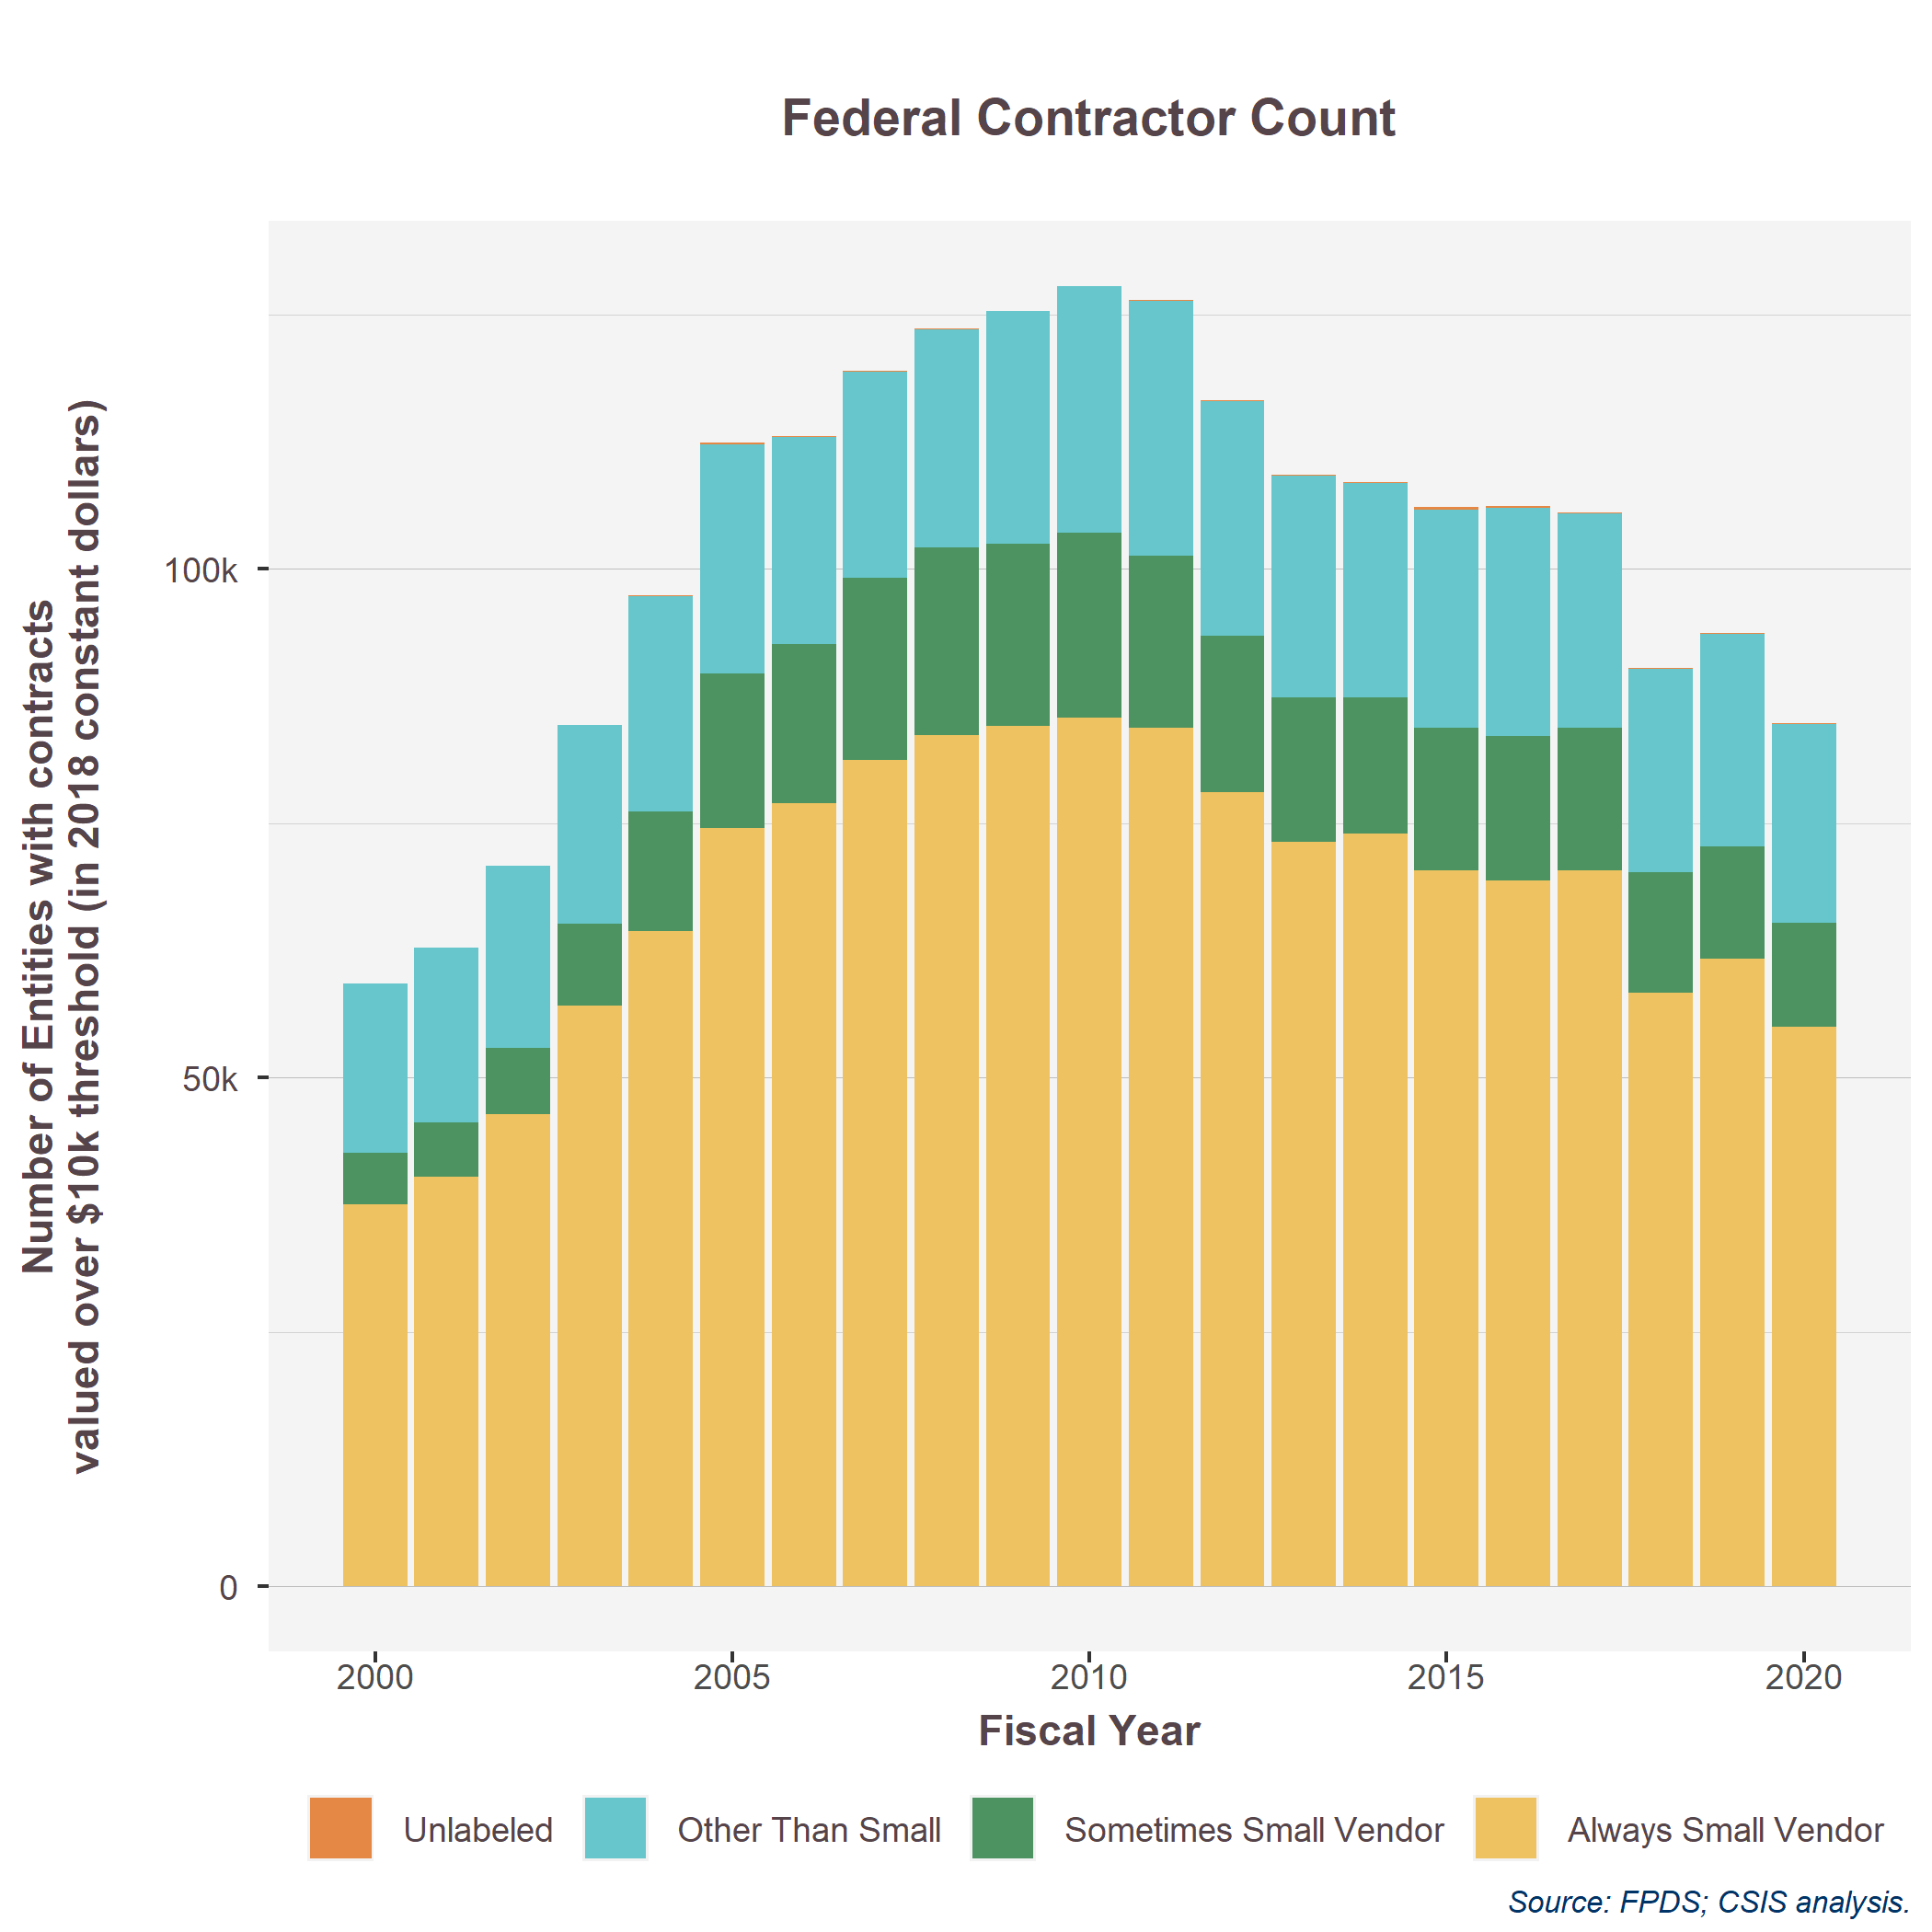 Federal Contractor Count
Number of Entities with contracts
valued over $10k threshold (in 2018 constant dollars)
100k
50k
0
2000 2005 2010 2015 2020
Fiscal Year
Unlabeled Other Than Small Sometimes Small Vendor Always Small Vendor
Source: FPDS; CSIS analysis.